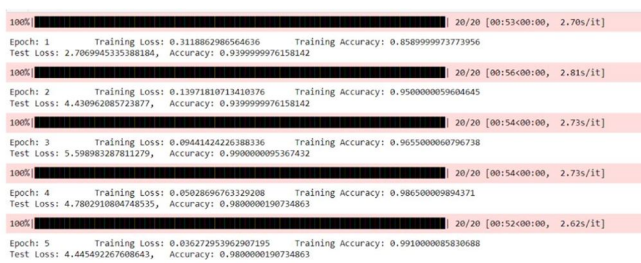 100%| 20/20 [00:53<00:00, 2.70s/it]
Epoch: 1 Training Loss: 0.3118862986564636 Training Accuracy: 0.8589999973773956
Test Loss: 2.7069945335388184, Accuracy: 0.9399999976158142
100%| 20/20 [00:56<00:00, 2.81s/it]
Epoch: 2 Training Loss: 0.13971810713410376 Training Accuracy: 0.9500000059604645
Test Loss: 4.430962085723877, Accuracy: 0.9399999976158142
100%| 20/20 [00:54<00:00, 2.73s/it]
Epoch: 3 Training Loss: 0.09441424226388336 Training Accuracy: 0.9655000060796738
Test Loss: 5.598983287811279, Accuracy: 0.9900000095367432
100%| 20/20 [00:54<00:00, 2.73s/it]
Epoch: 4 Training Loss: 0.05028696763329208 Training Accuracy: 0.986500009894371
Test Loss: 4.7802910804748535, Accuracy: 0.9800000190734863
100%| 20/20 [00:52<00:00, 2.62s/it]
Epoch: 5 Training Loss: 0.036272953962907195 Training Accuracy: 0.9910000085830688
Test Loss: 4.445492267608643, Accuracy: 0.9800000190734863